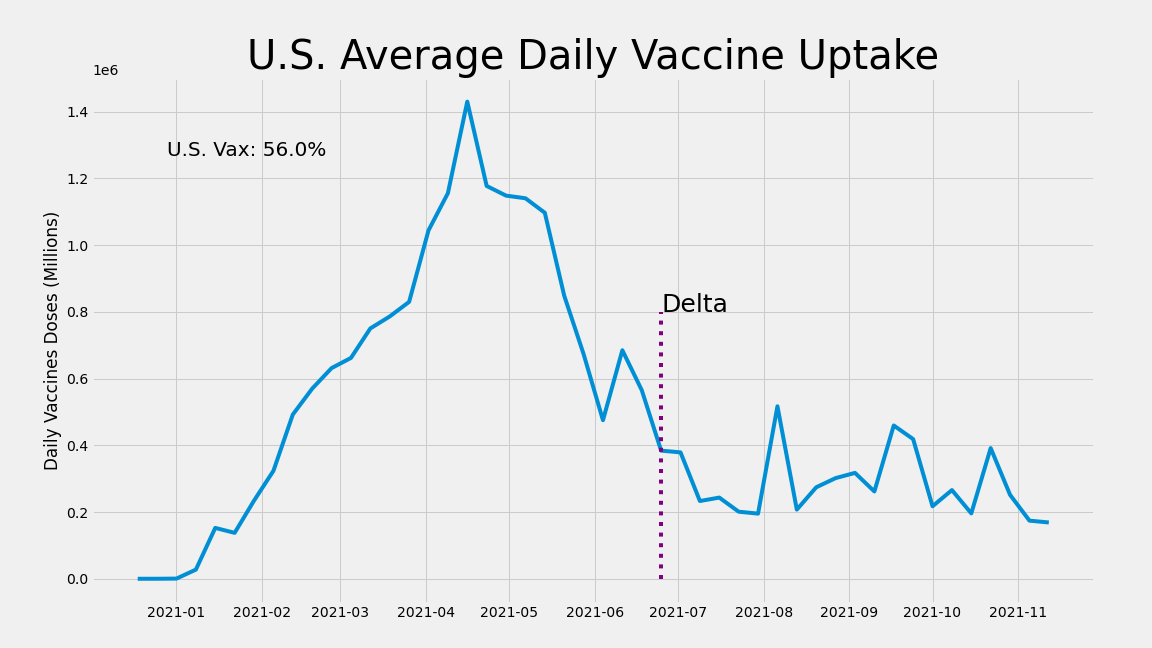 U.S. Average Daily Vaccine Uptake
1e6
1.4
U.S. Vax: 56.0%
1.2
1.0
Daily Vaccines Doses (Millions)
Delta
0.8
0.6
0.4
0.2
0.0
2021-01 2021-02 2021-03 2021-04 2021-05 2021-06 2021-07 2021-08 2021-09 2021-10 2021-11